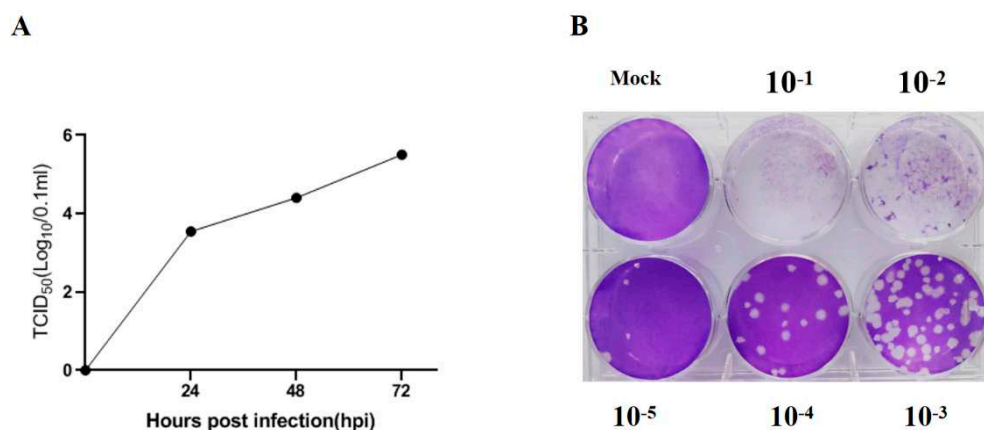 A
B
Mock
10⁻¹
10⁻²
6
4
2
0
TCID₅₀(Log₁₀/0.1ml)
24
48
72
Hours post infection(hpi)
10⁻⁵
10⁻⁴
10⁻³